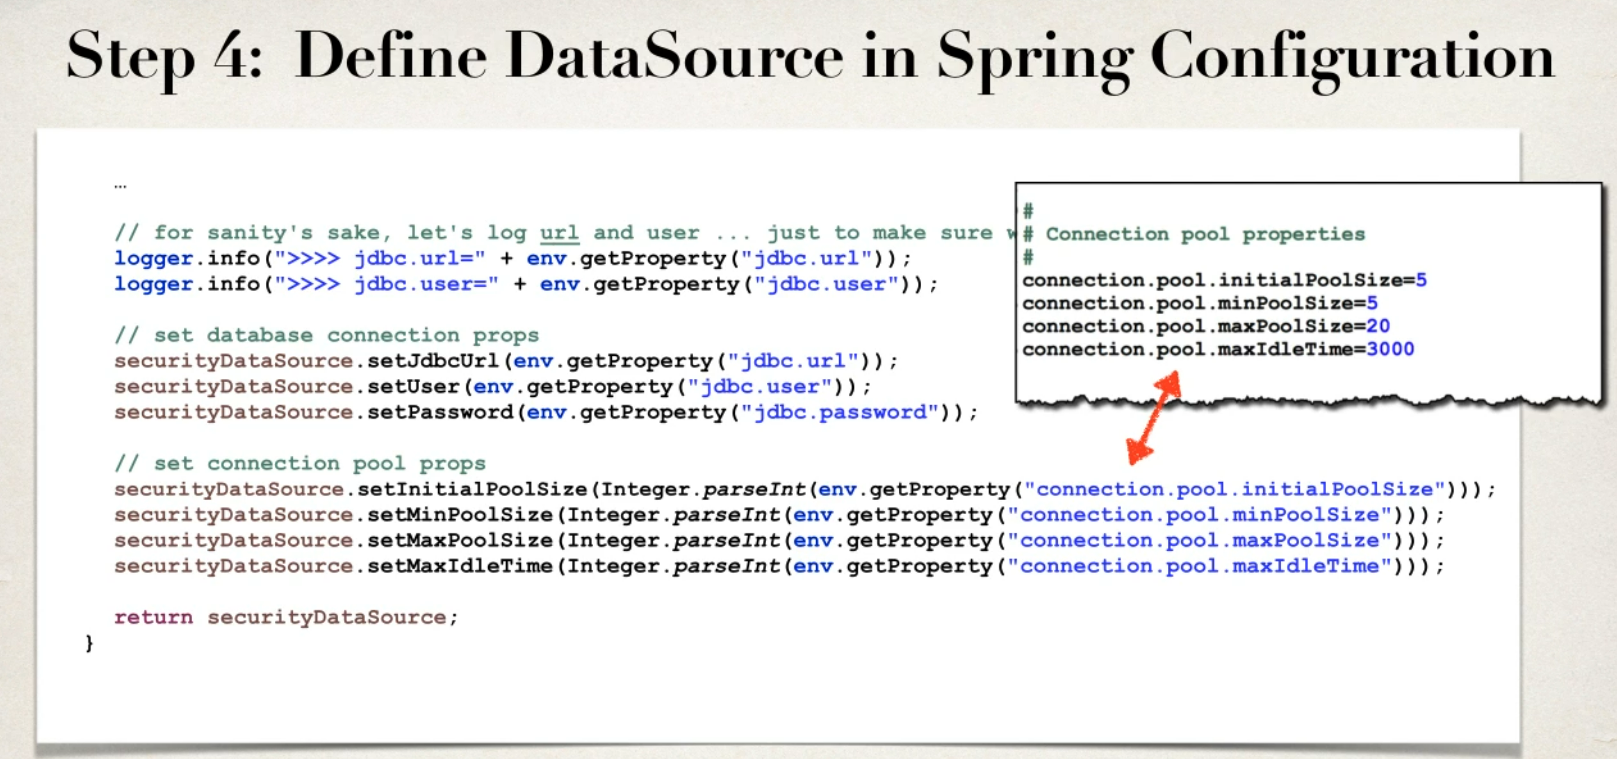 Step 4: Define DataSource in Spring Configuration
…
// for sanity's sake, let's log url and user ... just to make sure
logger.info(">>>> jdbc.url=" + env.getProperty("jdbc.url"));
logger.info(">>>> jdbc.user=" + env.getProperty("jdbc.user"));
// set database connection props
securityDataSource.setJdbcUrl(env.getProperty("jdbc.url"));
securityDataSource.setUser(env.getProperty("jdbc.user"));
securityDataSource.setPassword(env.getProperty("jdbc.password"));
// set connection pool props
securityDataSource.setInitialPoolSize(Integer.parseInt(env.getProperty("connection.pool.initialPoolSize")));
securityDataSource.setMinPoolSize(Integer.parseInt(env.getProperty("connection.pool.minPoolSize")));
securityDataSource.setMaxPoolSize(Integer.parseInt(env.getProperty("connection.pool.maxPoolSize")));
securityDataSource.setMaxIdleTime(Integer.parseInt(env.getProperty("connection.pool.maxIdleTime")));
return securityDataSource;
}
#
# Connection pool properties
#
connection.pool.initialPoolSize=5
connection.pool.minPoolSize=5
connection.pool.maxPoolSize=20
connection.pool.maxIdleTime=3000